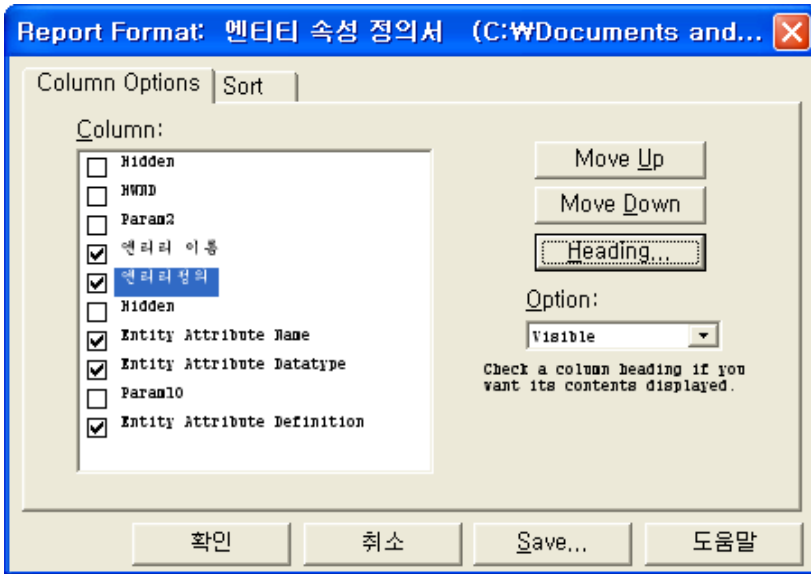 Report Format: 엔티티 속성 정의서 (C:₩Documents and...
Column Options
Sort
Column:
Hidden
HWND
Param2
엔티티 이름
엔티티정의
Hidden
Entity Attribute Name
Entity Attribute Datatype
Param10
Entity Attribute Definition
Move Up
Move Down
Heading...
Option:
Visible
Check a column heading if you
want its contents displayed.
확인
취소
Save...
도움말